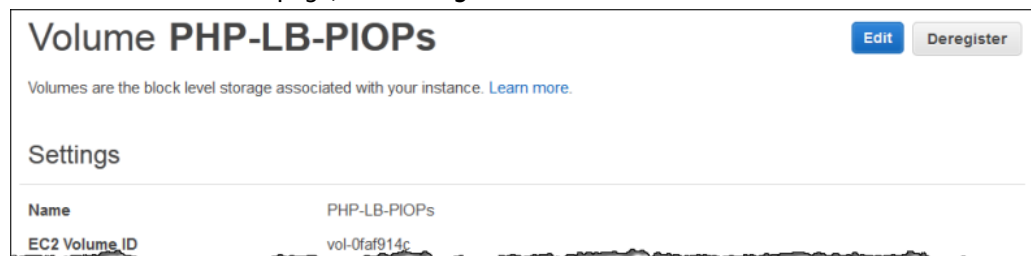 Volume PHP-LB-PIOPs
Edit
Deregister
Volumes are the block level storage associated with your instance. Learn more.
Settings
Name PHP-LB-PIOPs
EC2 Volume ID vol-0faf914c